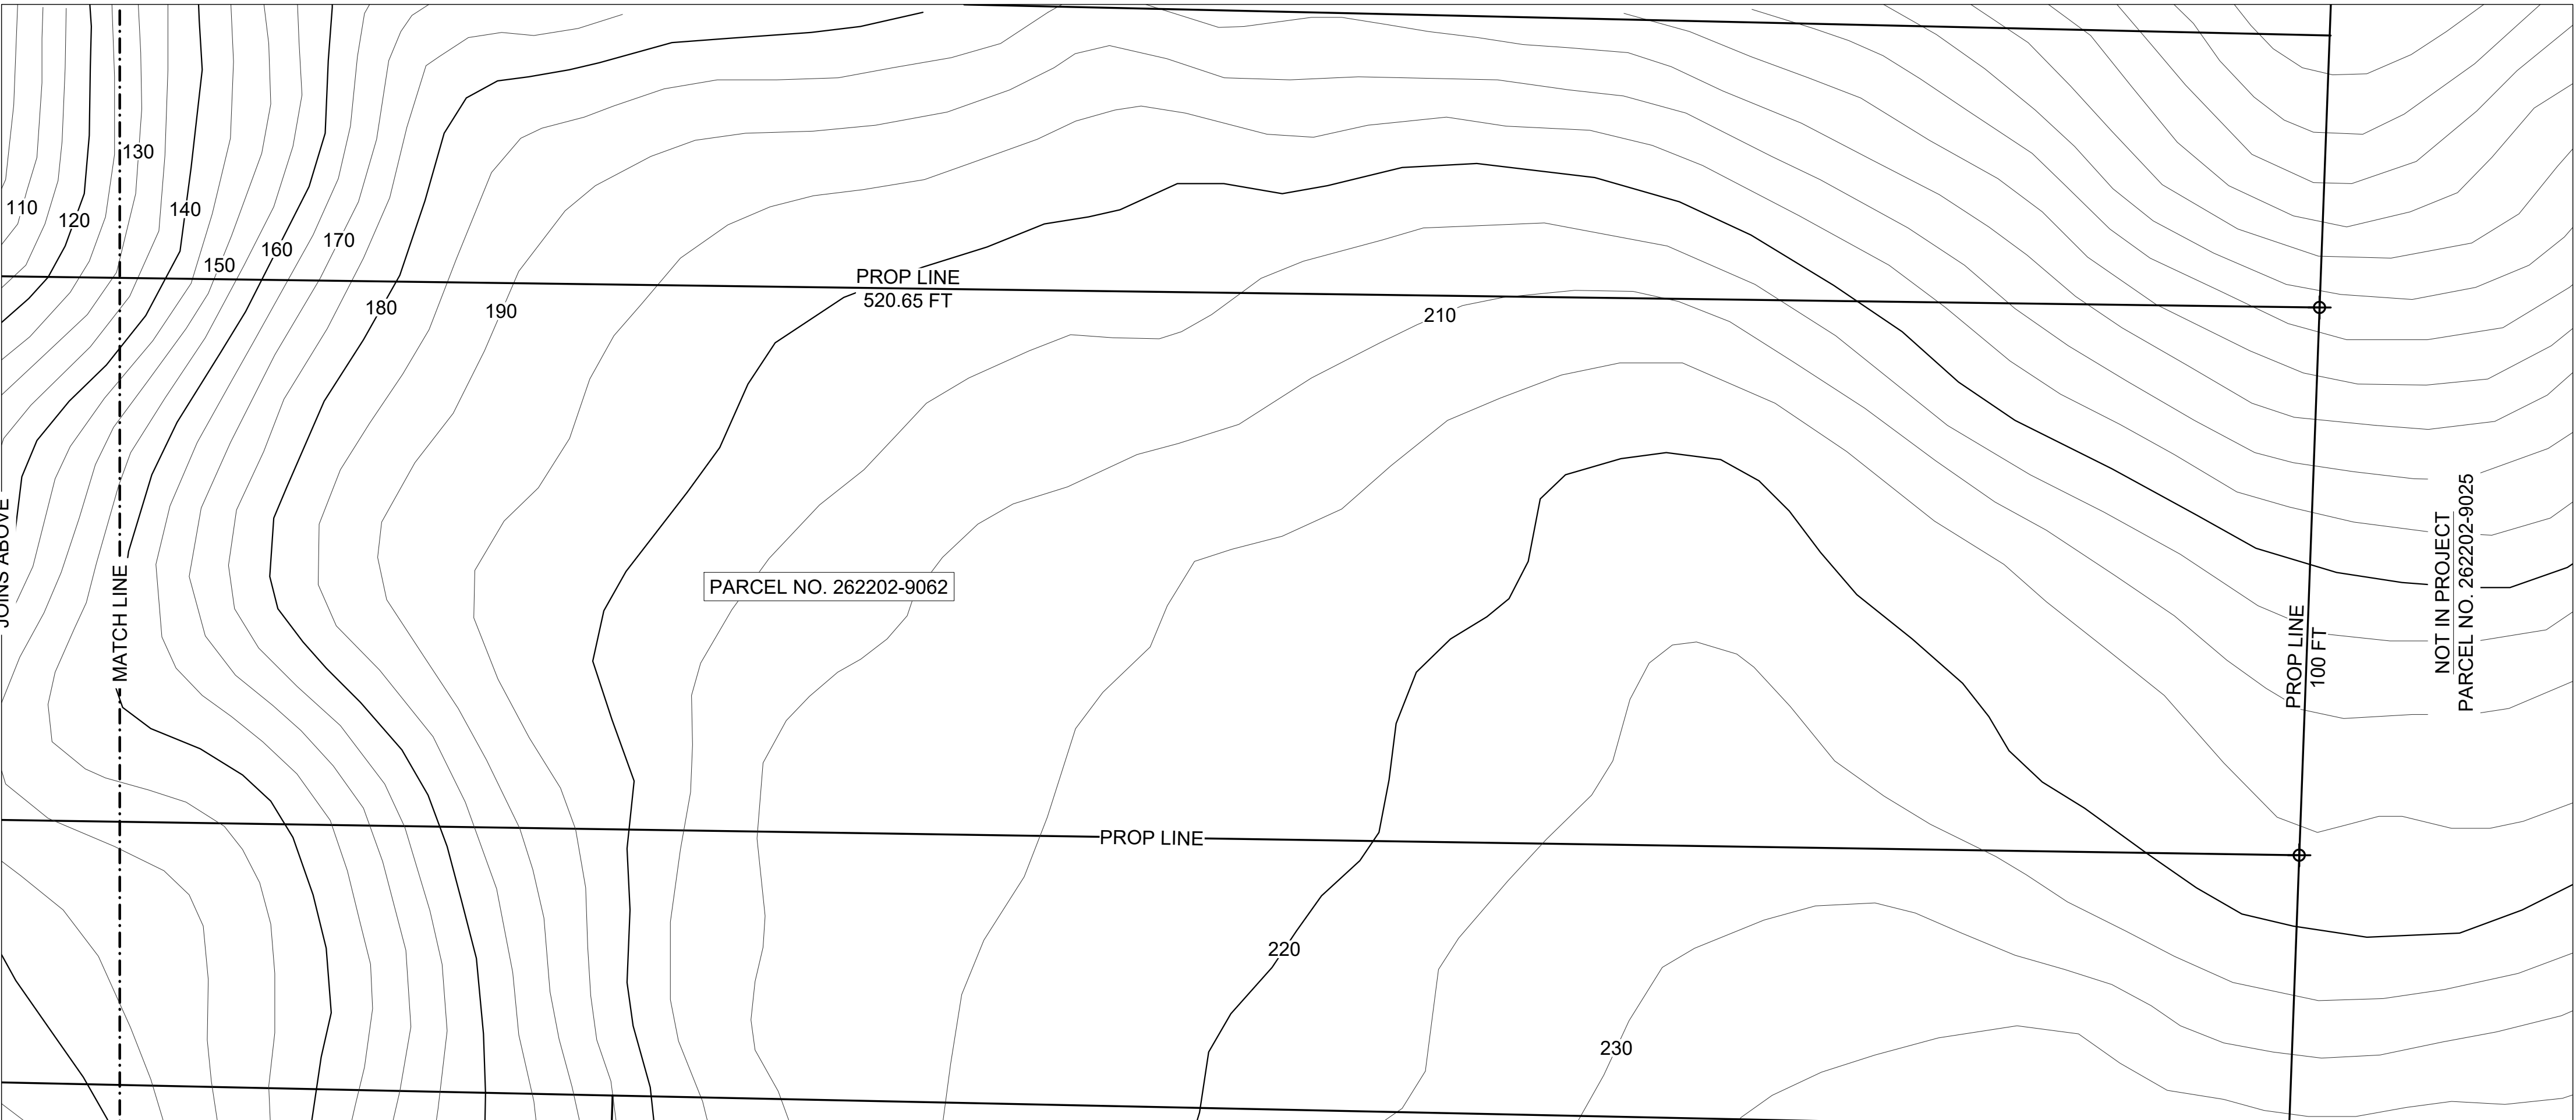 130
110
120
140
150
160
170
180
190
PROP LINE
520.65 FT
210
JOINS ABOVE
MATCH LINE
PARCEL NO. 262202-9062
PROP LINE
100 FT
NOT IN PROJECT
PARCEL NO. 262202-9025
PROP LINE
220
230